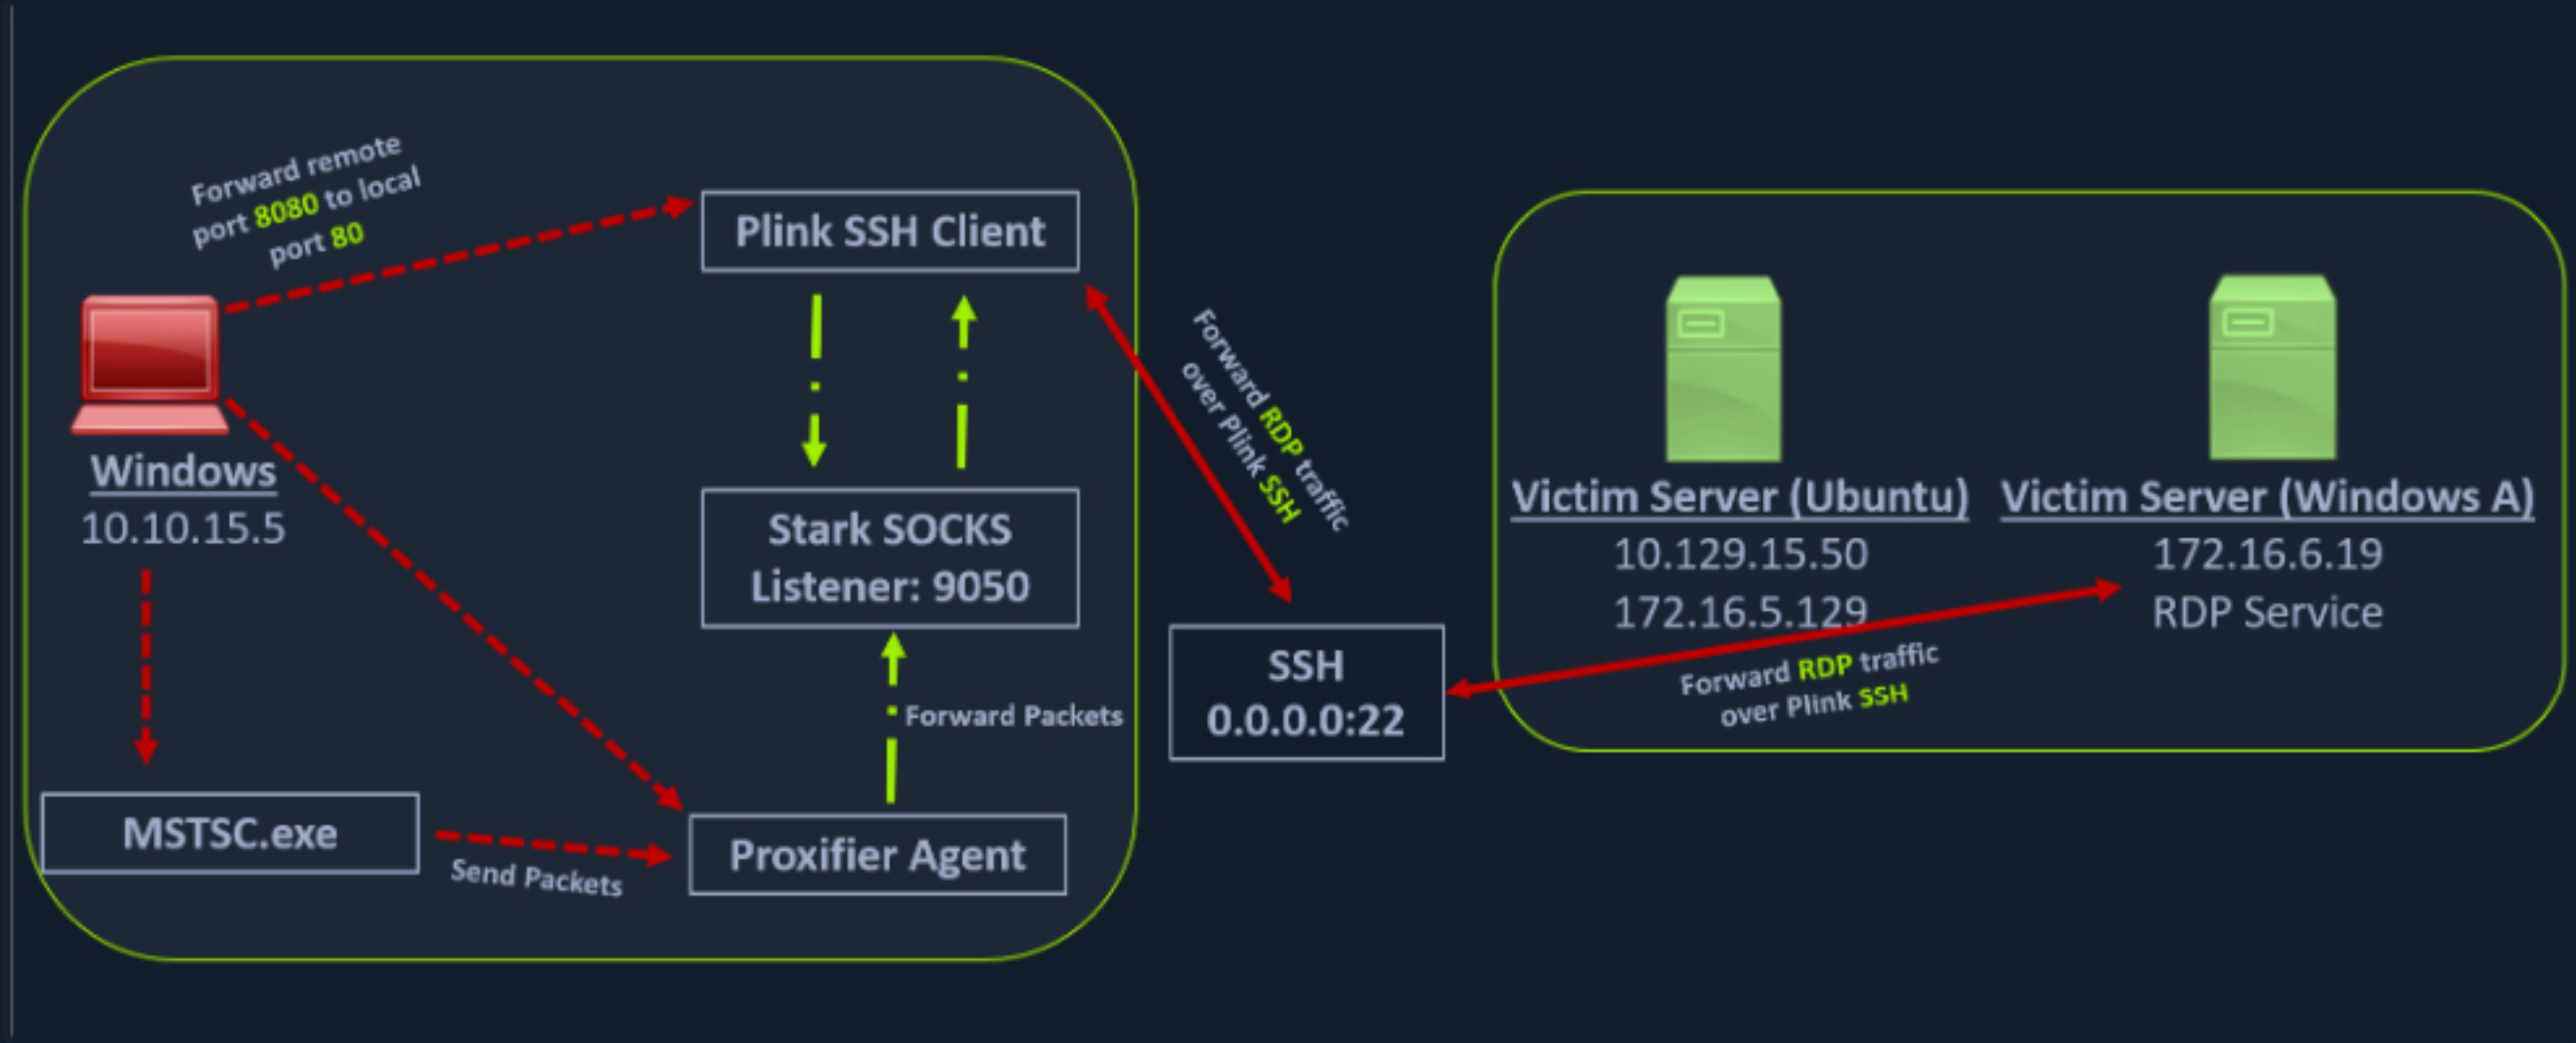 Forward remote
port 8080 to local
port 80
Plink SSH Client
Windows
10.10.15.5
Stark SOCKS
Listener: 9050
Forward Packets
MSTSC.exe
Send Packets
Proxifier Agent
Forward RDP traffic
over Plink SSH
SSH
0.0.0.0:22
Victim Server (Ubuntu)
10.129.15.50
172.16.5.129
Victim Server (Windows A)
172.16.6.19
RDP Service
Forward RDP traffic
over Plink SSH